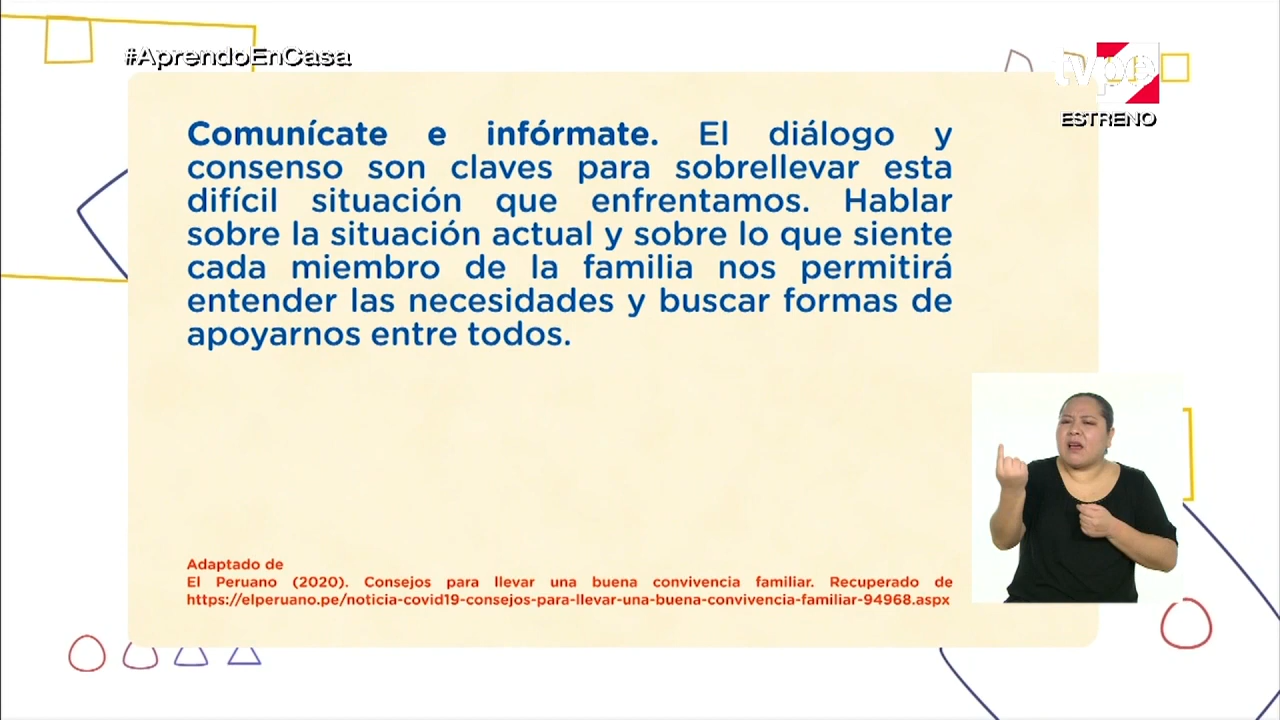 #AprendoEnCasa
tvpe
ESTRENO
Comunícate e infórmate. El diálogo y
consenso son claves para sobrellevar esta
difícil situación que enfrentamos. Hablar
sobre la situación actual y sobre lo que siente
cada miembro de la familia nos permitirá
entender las necesidades y buscar formas de
apoyarnos entre todos.
Adaptado de
El Peruano (2020). Consejos para llevar una buena convivencia familiar. Recuperado de
https://elperuano.pe/noticia-covid19-consejos-para-llevar-una-buena-convivencia-familiar-94968.aspx